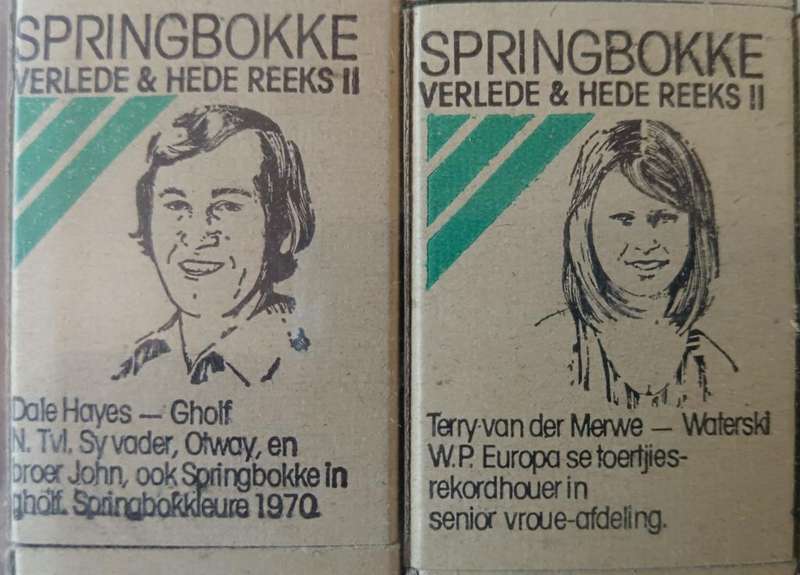 SPRINGBOKKE
VERLEDE & HEDE REEKS II
Dale Hayes — Gholf
N. Tvl. Sy vader, Otway, en
broer John, ook Springbokke in
gholf. Springbokkleure 1970.
SPRINGBOKKE
VERLEDE & HEDE REEKS II
Terry van der Merwe — Waterski
W.P. Europa se toertjies-
rekordhouer in
senior vroue-afdeling.